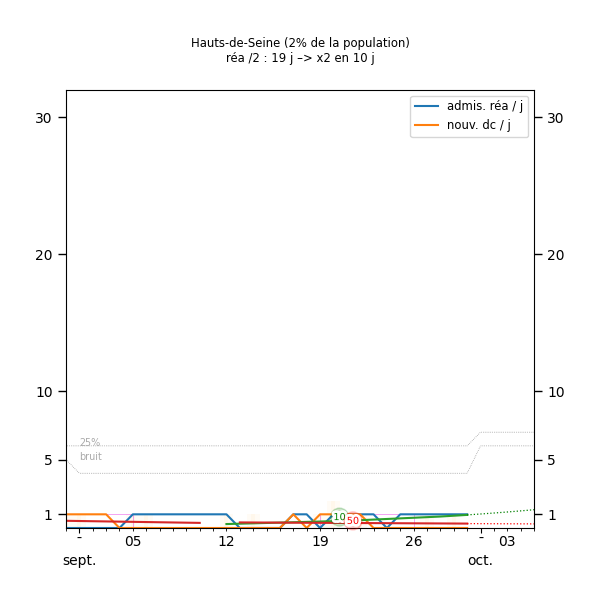 Hauts-de-Seine (2% de la population)
réa /2 : 19 j –> x2 en 10 j
admis. réa / j
nouv. dc / j
30 30
20 20
10 10
25%
bruit
5 5
10
50
1 1
- 05 12 19 26 - 03
sept. oct.